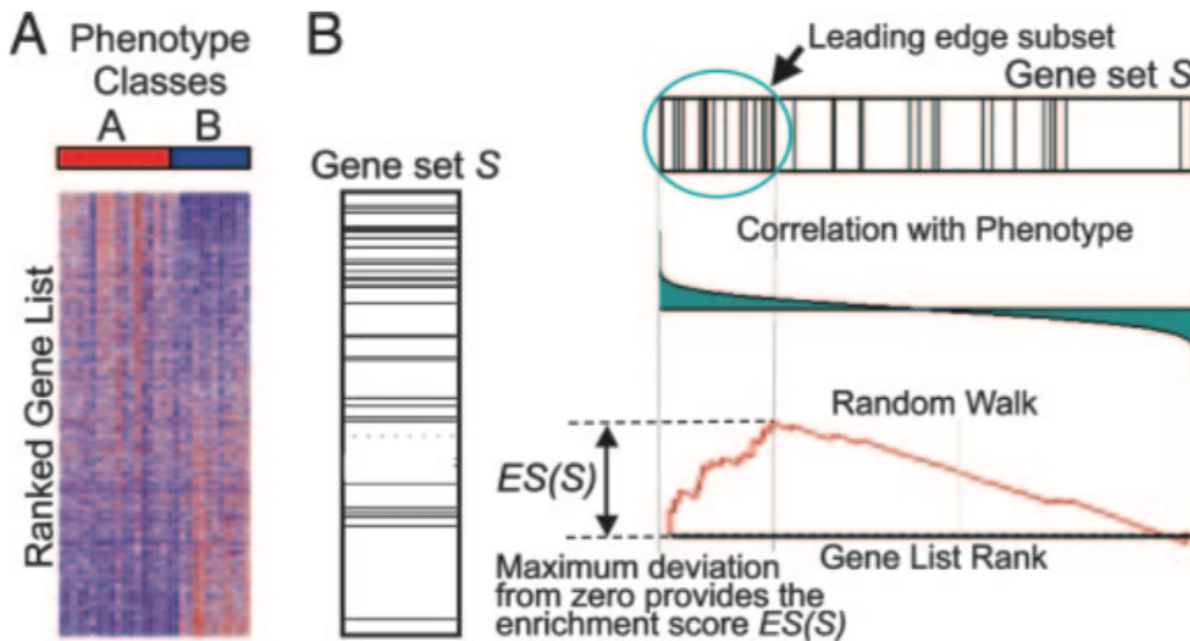 A
Phenotype
Classes
A B
Ranked Gene List
B
Gene set S
Leading edge subset
Gene set S
Correlation with Phenotype
Random Walk
ES(S)
Gene List Rank
Maximum deviation
from zero provides the
enrichment score ES(S)